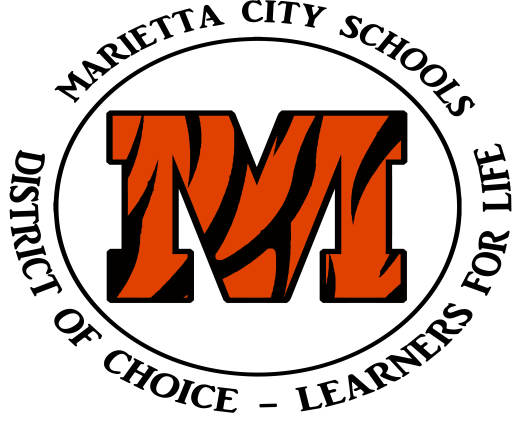 MARIETTA CITY SCHOOLS
M
DISTRICT OF CHOICE – LEARNERS FOR LIFE